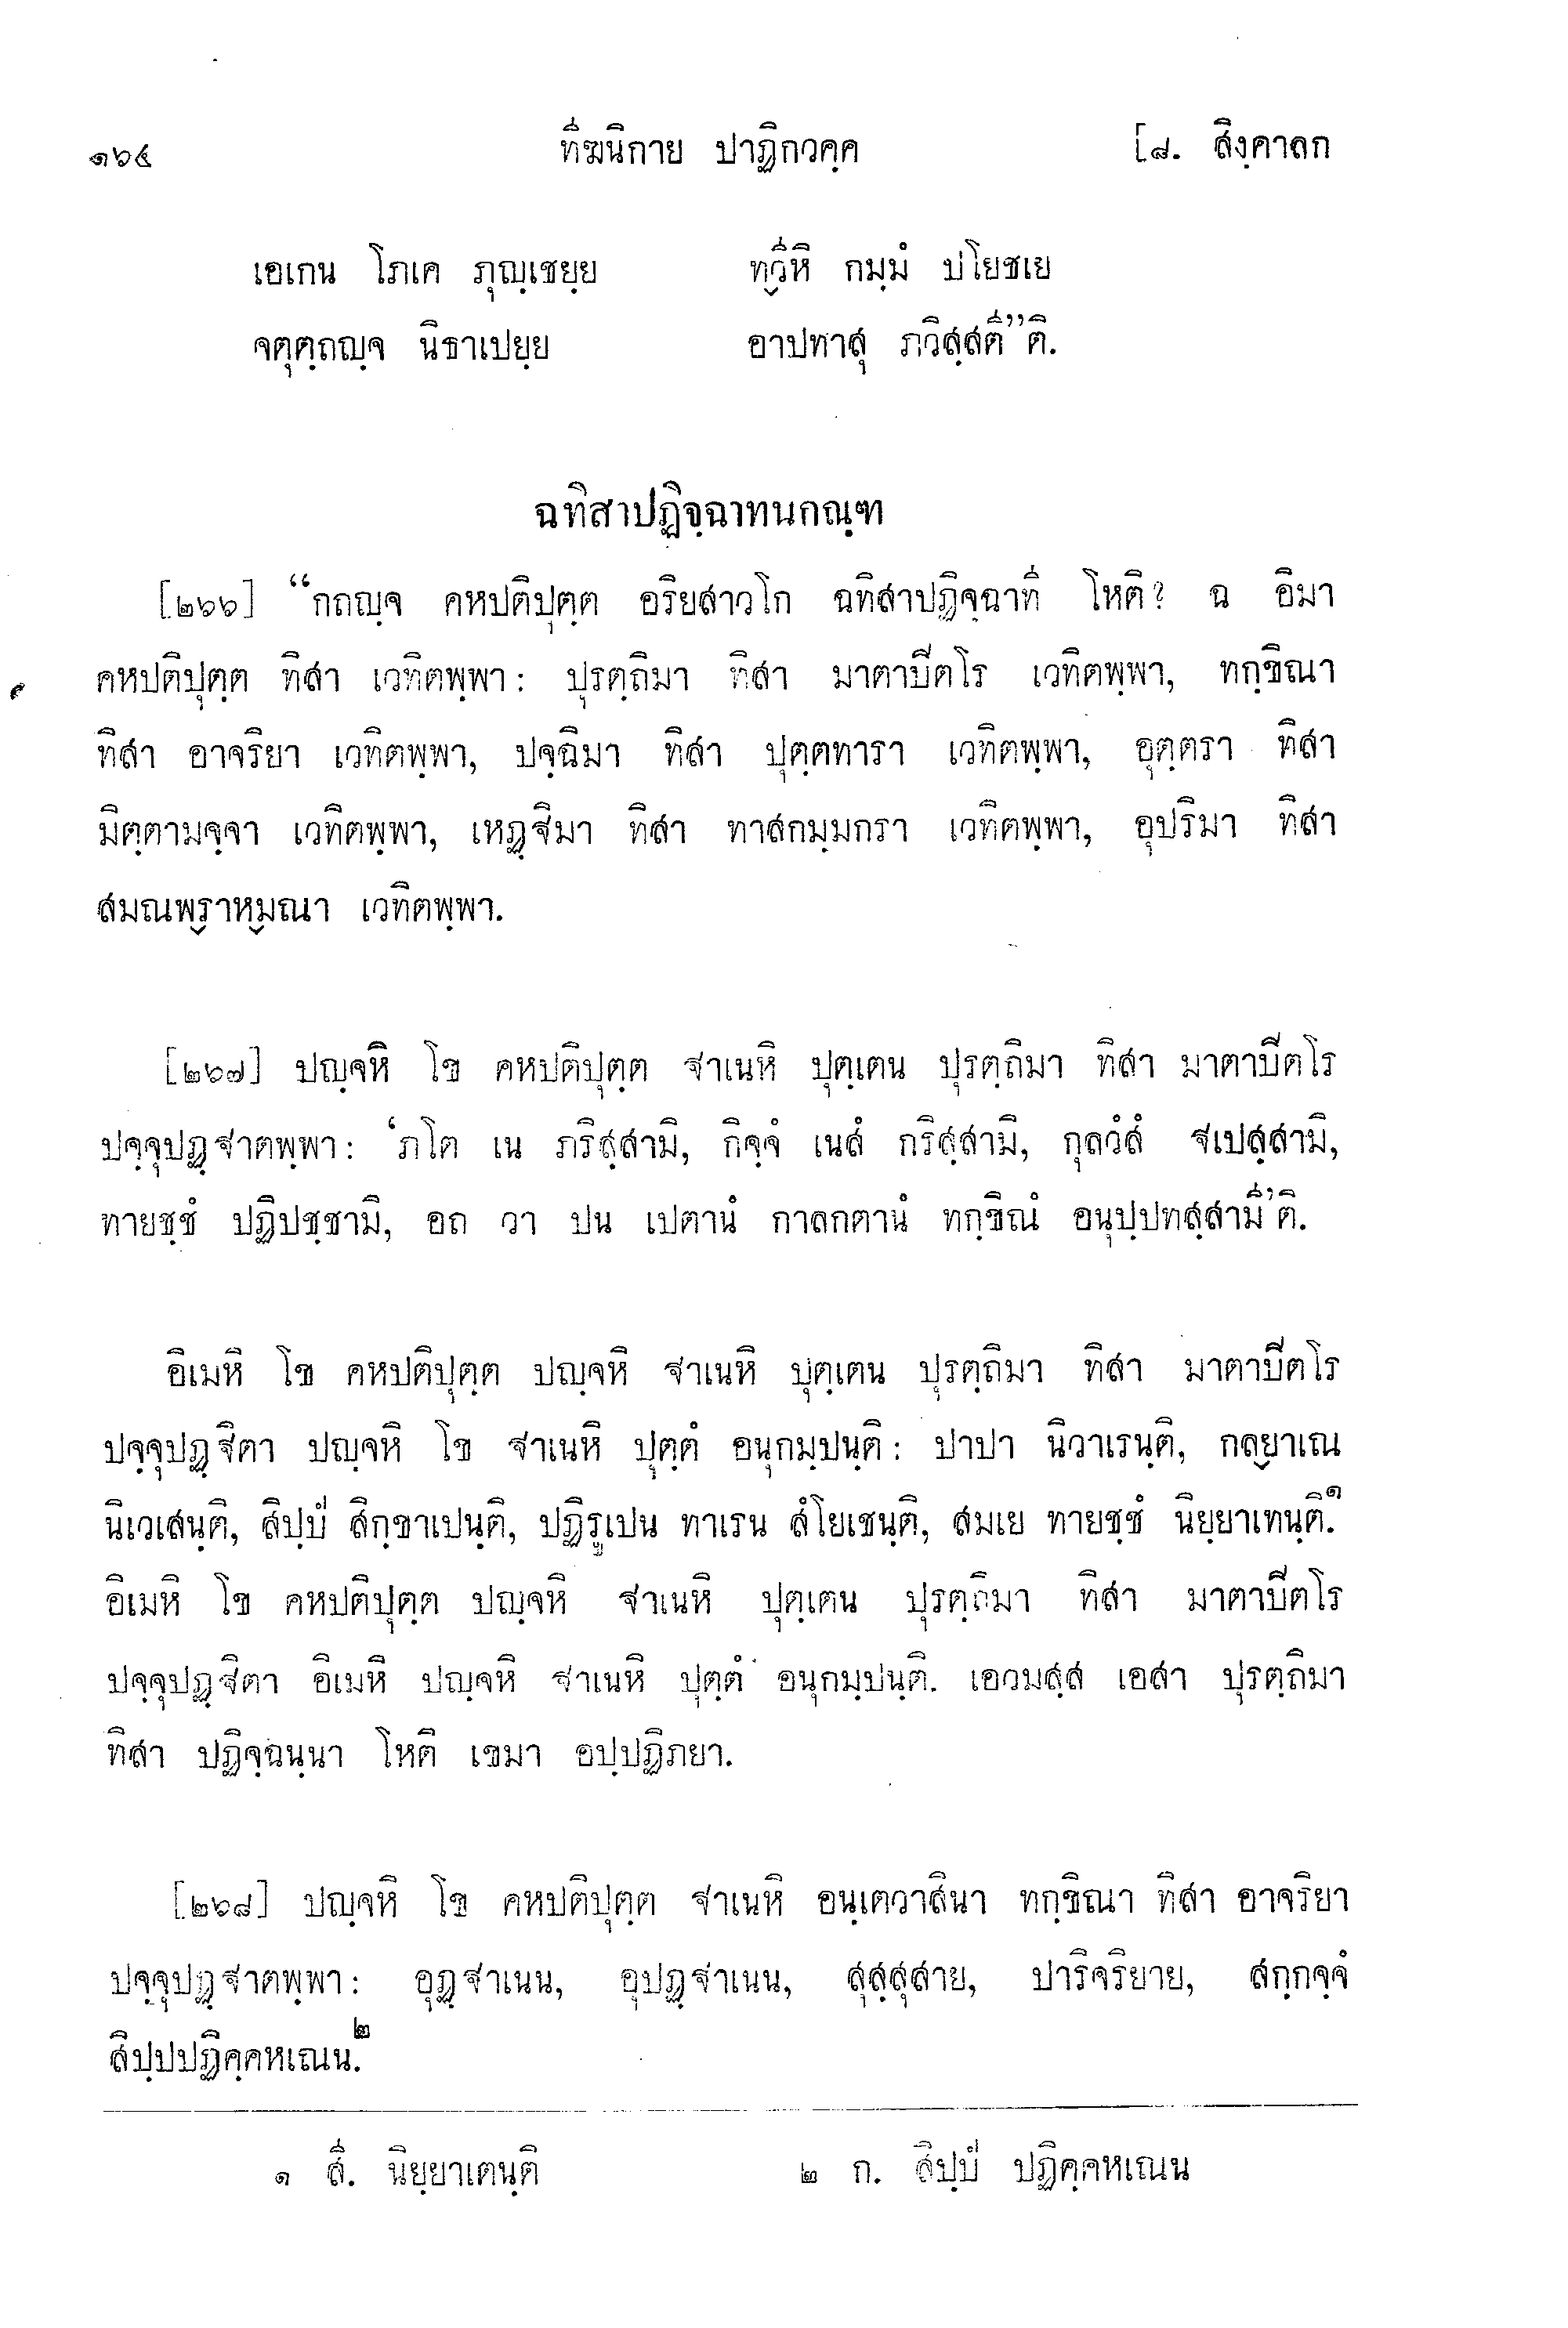 ๑๖๔ ทีฆนิกาย ปาฏิกวคฺค [๘. สิงฺคาลก
เอเกน โภเค ภุญฺเชยฺย ทฺวีหิ กมฺมํ ปโยชเย
จตุตฺถญฺจ นิธาเปยฺย อาปทาสุ ภวิสฺสตี”ติ.
ฉทิสาปฏิจฺฉาทนกณฺฑ
[๒๖๖] “กถญฺจ คหปติปุตฺต อริยสาวโก ฉทิสาปฏิจฺฉาที โหติ? ฉ อิมา
คหปติปุตฺต ทิสา เวทิตพฺพา: ปุรตฺถิมา ทิสา มาตาปิตโร เวทิตพฺพา, ทกฺขิณา
ทิสา อาจริยา เวทิตพฺพา, ปจฺฉิมา ทิสา ปุตฺตทารา เวทิตพฺพา, อุตฺตรา ทิสา
มิตฺตามจฺจา เวทิตพฺพา, เหฏฺฐิมา ทิสา ทาสกมฺมกรา เวทิตพฺพา, อุปริมา ทิสา
สมณพฺราหฺมณา เวทิตพฺพา.
[๒๖๗] ปญฺจหิ โข คหปติปุตฺต ฐาเนหิ ปุตฺเตน ปุรตฺถิมา ทิสา มาตาปิตโร
ปจฺจุปฏฺฐาตพฺพา: ‘ภโต เน ภริสฺสามิ, กิจฺจํ เนสํ กริสฺสามิ, กุลวํสํ ฐเปสฺสามิ,
ทายชฺชํ ปฏิปชฺชามิ, อถ วา ปน เปตานํ กาลกตานํ ทกฺขิณํ อนุปฺปทสฺสามี’ติ.
อิเมหิ โข คหปติปุตฺต ปญฺจหิ ฐาเนหิ ปุตฺเตน ปุรตฺถิมา ทิสา มาตาปิตโร
ปจฺจุปฏฺฐิตา ปญฺจหิ โข ฐาเนหิ ปุตฺตํ อนุกมฺปนฺติ: ปาปา นิวาเรนฺติ, กลฺยาเณ
นิเวเสนฺติ, สิปฺปํ สิกฺขาเปนฺติ, ปฏิรูเปน ทาเรน สํโยเชนฺติ, สมเย ทายชฺชํ นิยฺยาเทนฺติ.๑
อิเมหิ โข คหปติปุตฺต ปญฺจหิ ฐาเนหิ ปุตฺเตน ปุรตฺถิมา ทิสา มาตาปิตโร
ปจฺจุปฏฺฐิตา อิเมหิ ปญฺจหิ ฐาเนหิ ปุตฺตํ อนุกมฺปนฺติ. เอวมสฺส เอสา ปุรตฺถิมา
ทิสา ปฏิจฺฉนฺนา โหติ เขมา อปฺปฏิภยา.
[๒๖๘] ปญฺจหิ โข คหปติปุตฺต ฐาเนหิ อนฺเตวาสินา ทกฺขิณา ทิสา อาจริยา
ปจฺจุปฏฺฐาตพฺพา: อุฏฺฐาเนน, อุปฏฺฐาเนน, สุสฺสุสาย, ปาริจริยาย, สกฺกจฺจํ
สิปฺปปฏิคฺคหเณน.๒
๑ สี. นิยฺยาเตนฺติ ๒ ก. สิปฺปํ ปฏิคฺคหเณน